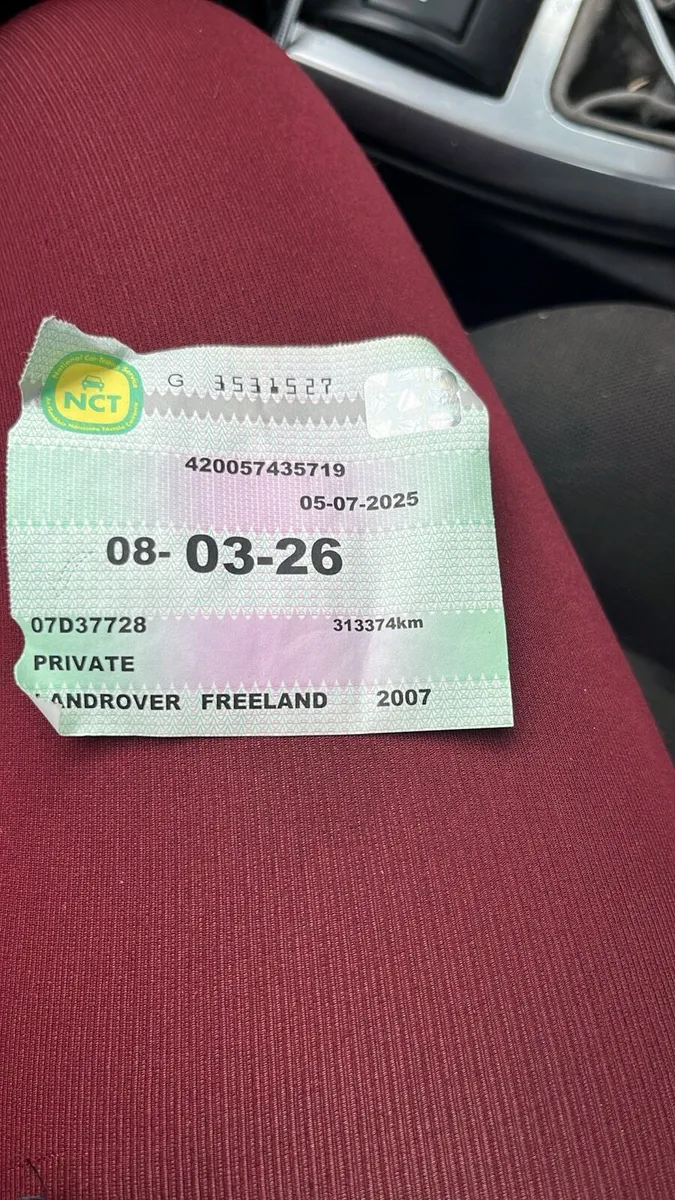 NCT
G 3531527
420057435719
05-07-2025
08-03-26
07D37728 313374km
PRIVATE
LANDROVER FREELAND 2007